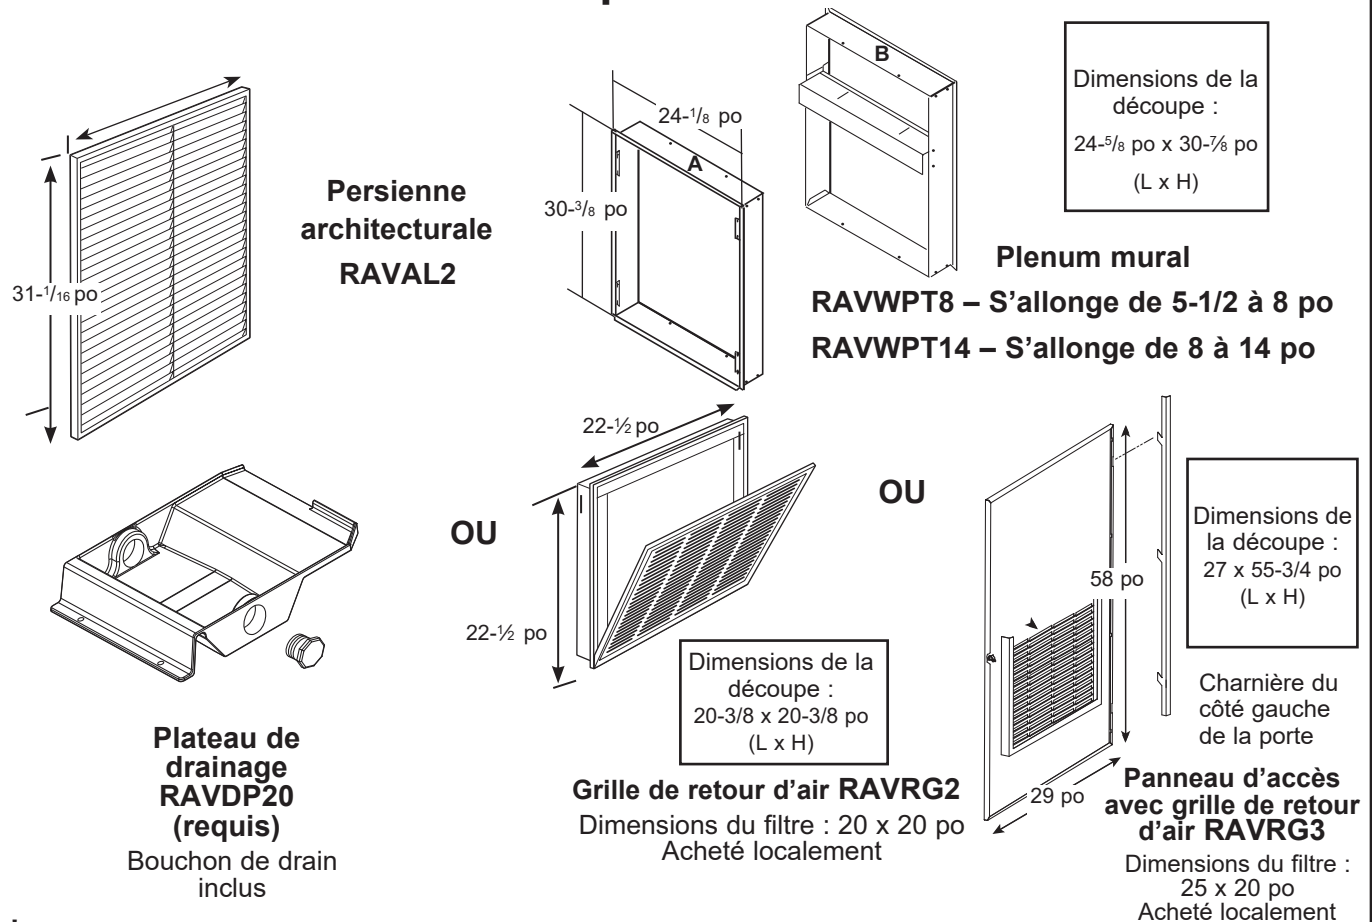 31-1/16 po
Persienne
architecturale
RAVAL2
24-1/8 po
30-3/8 po
A
B
Dimensions de la
découpe :
24-5/8 po x 30-7/8 po
(L x H)
Plenum mural
RAVWPT8 – S’allonge de 5-1/2 à 8 po
RAVWPT14 – S’allonge de 8 à 14 po
Plateau de
drainage
RAVDP20
(requis)
Bouchon de drain
inclus
OU
22-½ po
22-½ po
Dimensions de la
découpe :
20-3/8 x 20-3/8 po
(L x H)
Grille de retour d’air RAVRG2
Dimensions du filtre : 20 x 20 po
Acheté localement
OU
58 po
29 po
Dimensions de
la découpe :
27 x 55-3/4 po
(L x H)
Charnière du
côté gauche
de la porte
Panneau d’accès
avec grille de retour
d’air RAVRG3
Dimensions du filtre :
25 x 20 po
Acheté localement